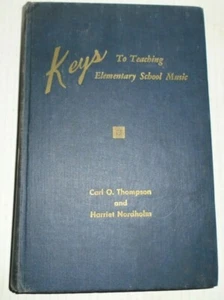 Keys To Teaching
Elementary School Music
Carl O. Thompson
and
Harriet Nordholm